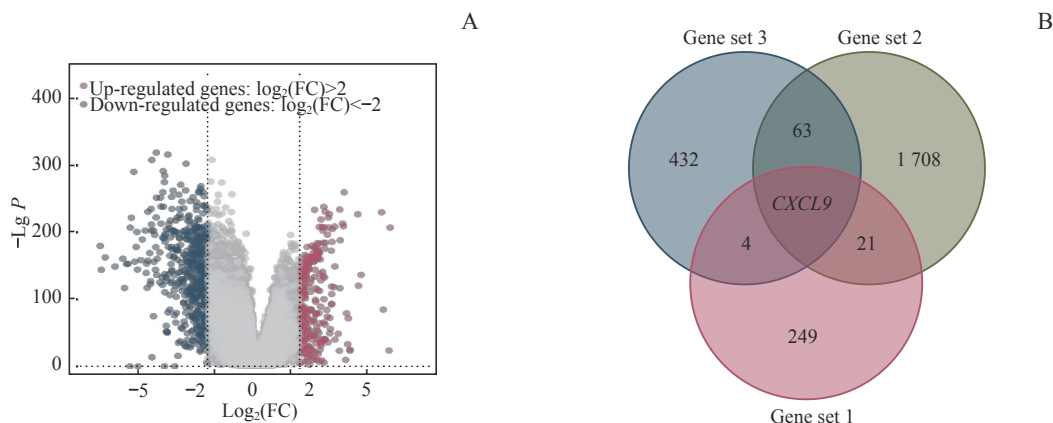 A
400
300
200
100
0
−Lg P
Up-regulated genes: log₂(FC)>2
Down-regulated genes: log₂(FC)<−2
−5
−2
0
2
5
Log₂(FC)
B
Gene set 3
Gene set 2
63
432
1 708
CXCL9
4
21
249
Gene set 1